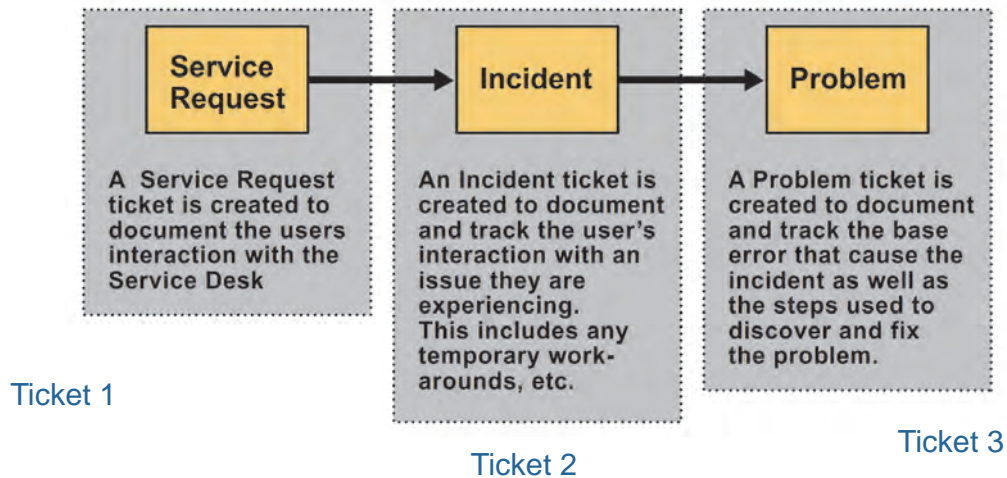 Service
Request
Incident
Problem
A Service Request
ticket is created to
document the users
interaction with the
Service Desk
An Incident ticket is
created to document
and track the user's
interaction with an
issue they are
experiencing.
This includes any
temporary work-
arounds, etc.
A Problem ticket is
created to document
and track the base
error that cause the
incident as well as
the steps used to
discover and fix
the problem.
Ticket 1
Ticket 2
Ticket 3